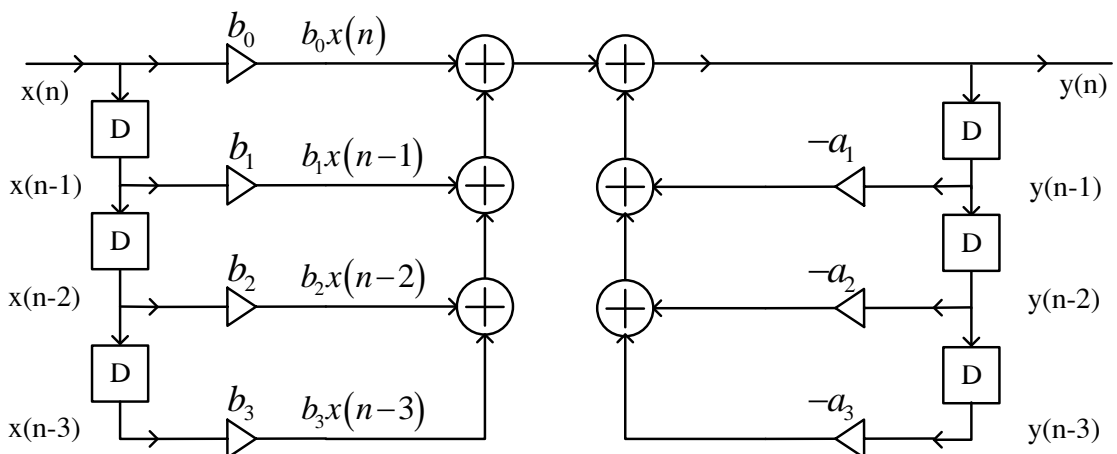 b₀ b₀x(n)
x(n) y(n)
D D
b₁ b₁x(n−1) −a₁
x(n-1) y(n-1)
D D
b₂ b₂x(n−2) −a₂
x(n-2) y(n-2)
D D
b₃ b₃x(n−3) −a₃
x(n-3) y(n-3)